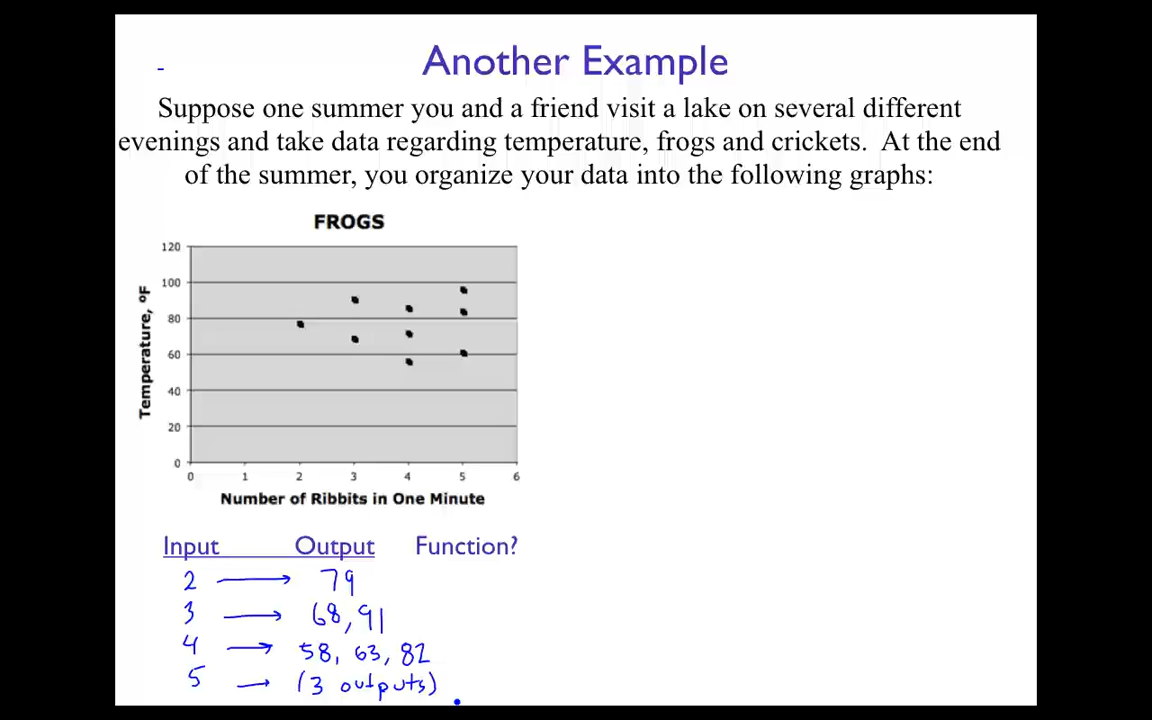 Another Example
Suppose one summer you and a friend visit a lake on several different
evenings and take data regarding temperature, frogs and crickets. At the end
of the summer, you organize your data into the following graphs:
FROGS
Temperature, ºF
120
100
80
60
40
20
0
0 1 2 3 4 5 6
Number of Ribbits in One Minute
Input Output Function?
2 → 79
3 → 68, 91
4 → 58, 63, 82
5 → (3 outputs)